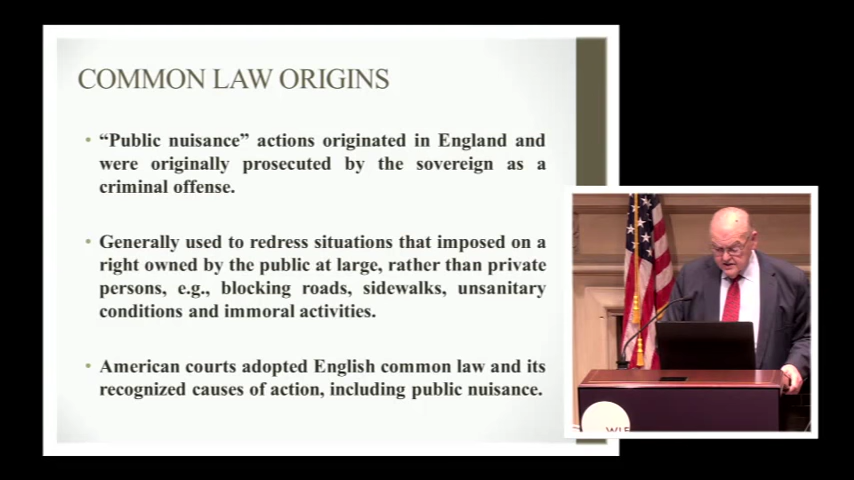 COMMON LAW ORIGINS
• “Public nuisance” actions originated in England and
were originally prosecuted by the sovereign as a
criminal offense.
• Generally used to redress situations that imposed on a
right owned by the public at large, rather than private
persons, e.g., blocking roads, sidewalks, unsanitary
conditions and immoral activities.
• American courts adopted English common law and its
recognized causes of action, including public nuisance.